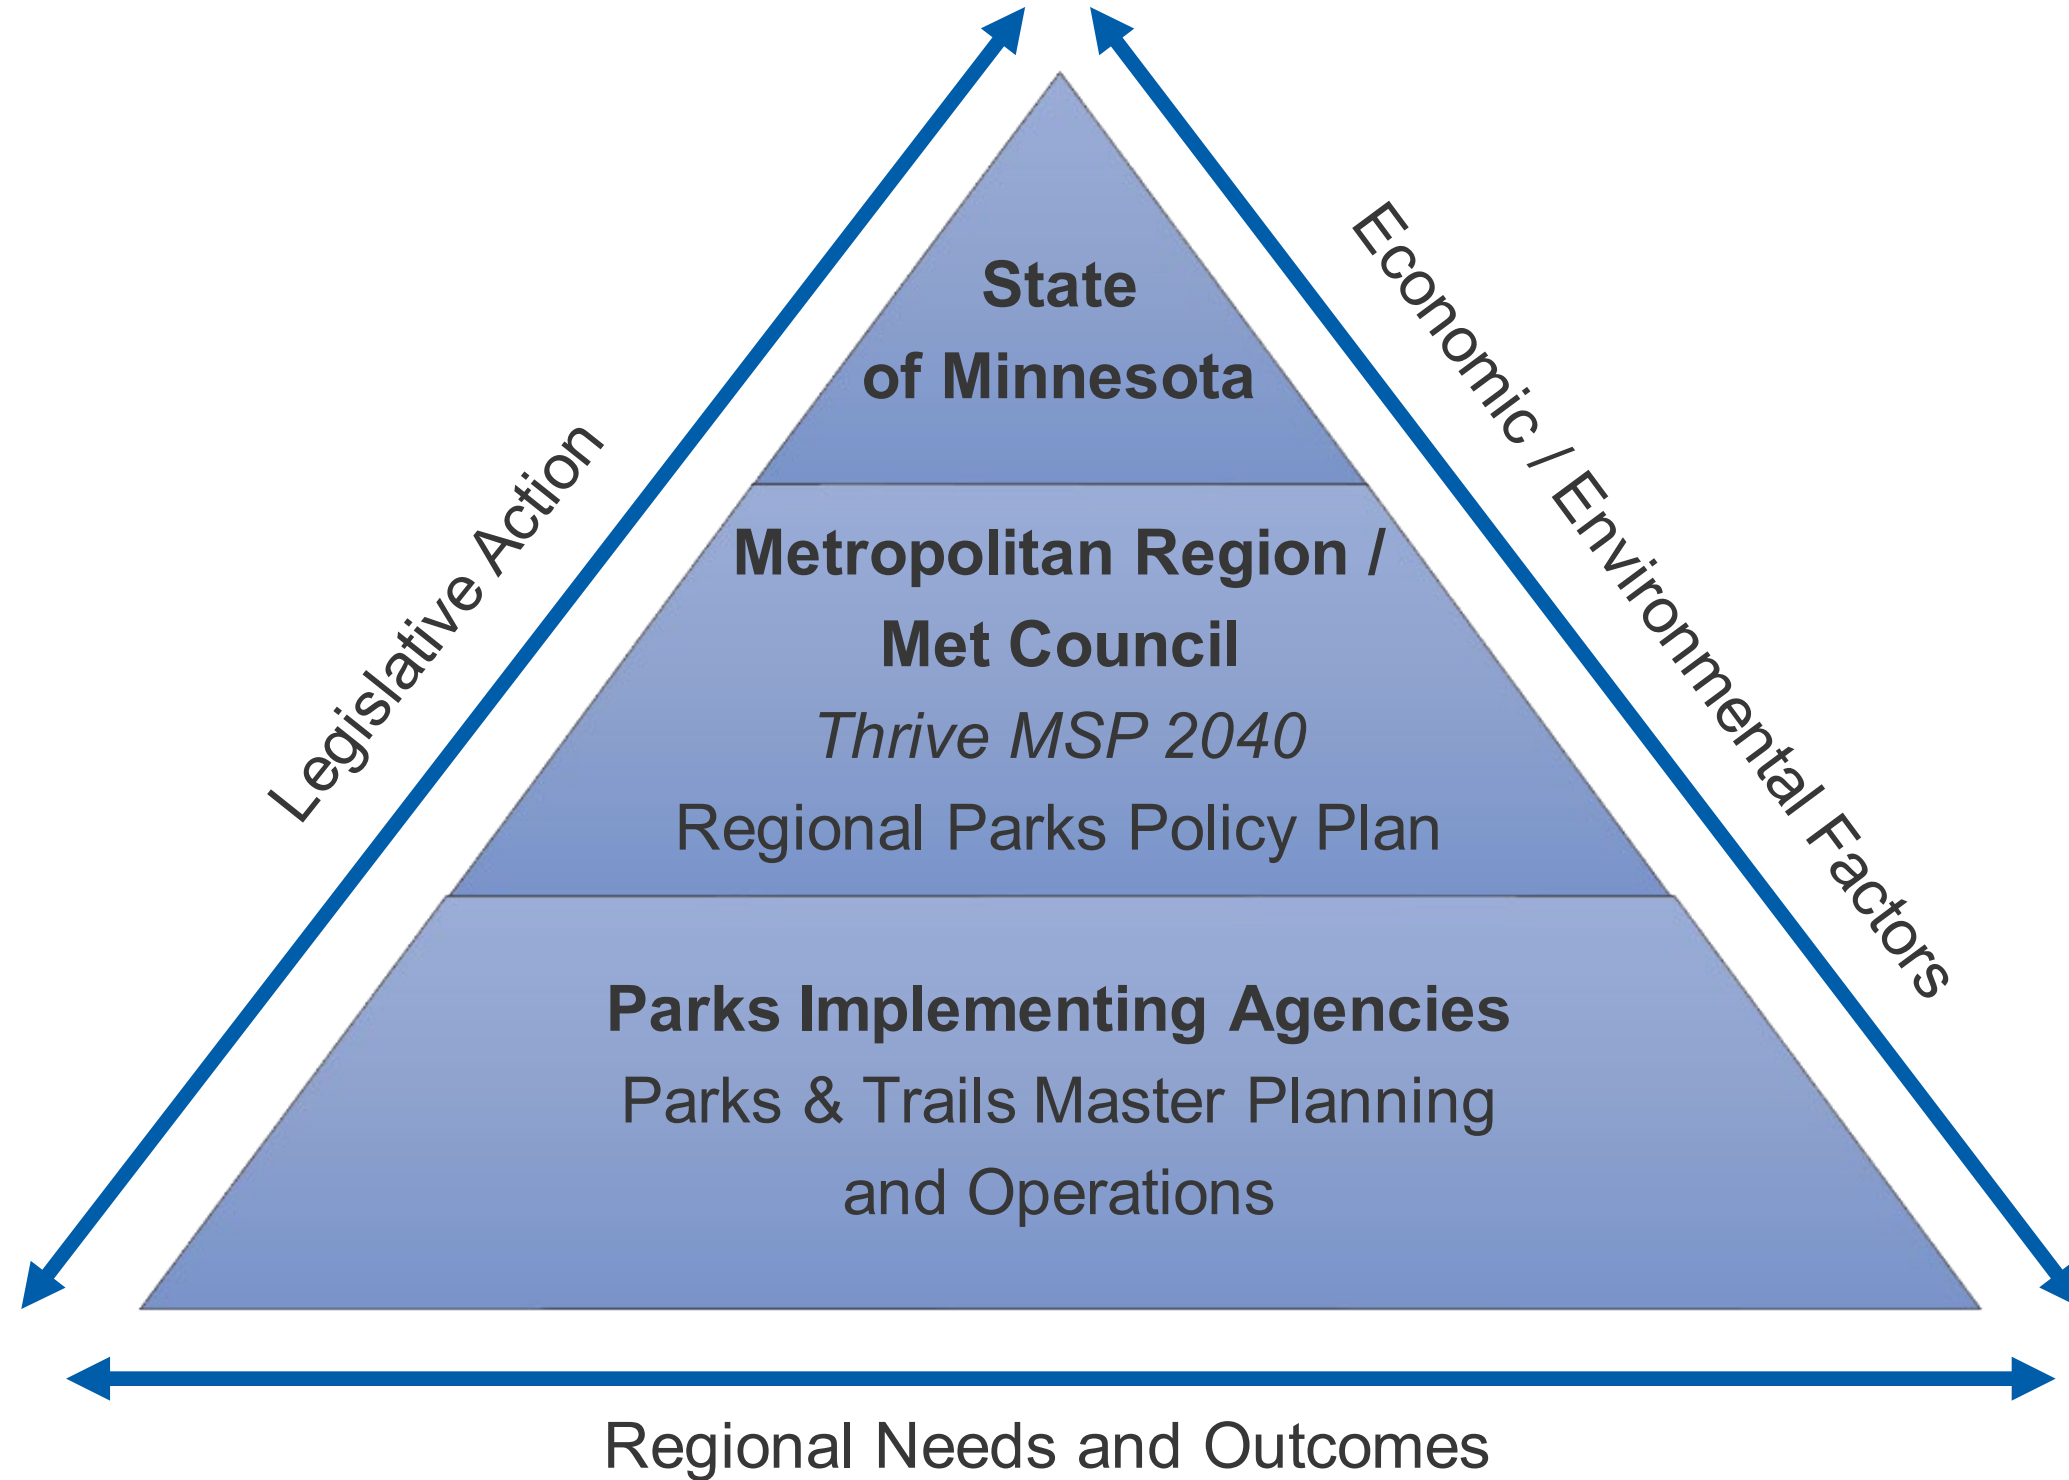 State
of Minnesota
Metropolitan Region /
Met Council
Thrive MSP 2040
Regional Parks Policy Plan
Parks Implementing Agencies
Parks & Trails Master Planning
and Operations
Legislative Action
Economic / Environmental Factors
Regional Needs and Outcomes